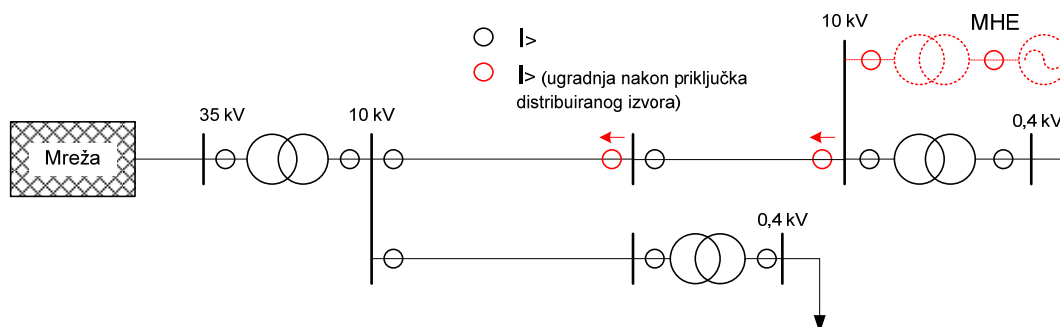 10 kV
MHE
I>
I> (ugradnja nakon priključka
distribuiranog izvora)
35 kV
10 kV
0,4 kV
Mreža
0,4 kV